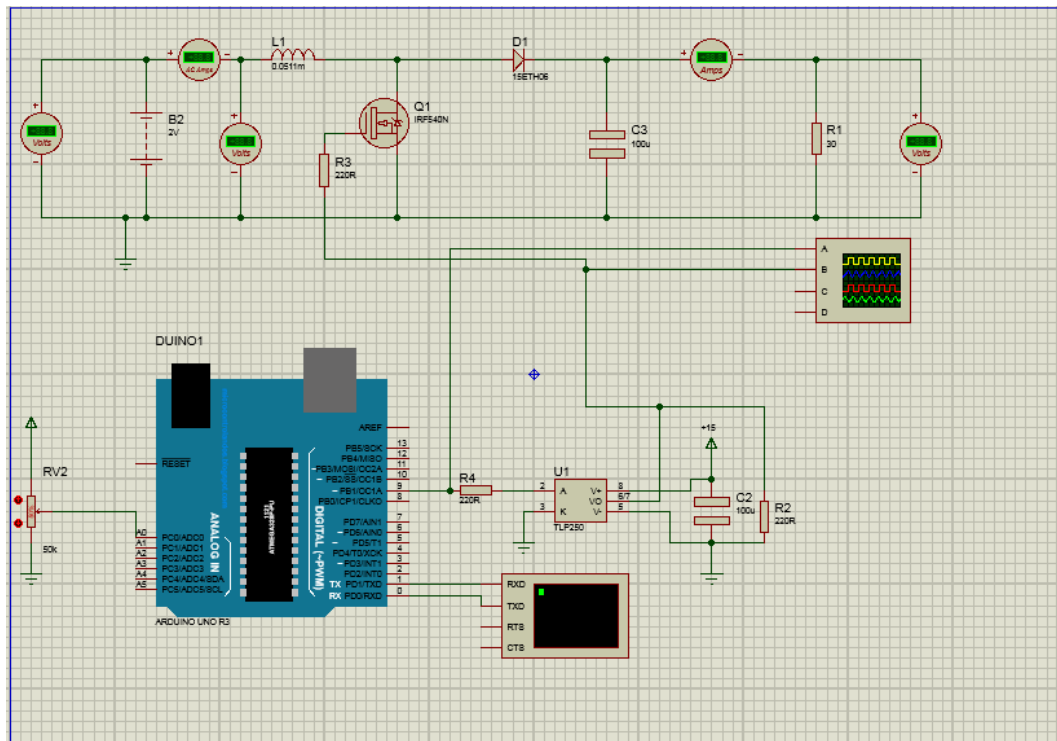 L1
0.0511m
AC Amps
D1
15ETH06
Amps
Q1
IRF540N
B2
2V
Volts
Volts
R3
220R
C3
100u
R1
30
Volts
A
B
C
D
DUINO1
AREF
RESET
PB5/SCK 13
PB4/MISO 12
~PB3/MOSI/OC2A 11
~PB2/SS/OC1B 10
~PB1/OC1A 9
PB0/ICP1/CLKO 8
PD7/AIN1 7
~PD6/AIN0 6
~PD5/T1 5
PD4/T0/XCK 4
~PD3/INT1 3
PD2/INT0 2
TX PD1/TXD 1
RX PD0/RXD 0
ANALOG IN
DIGITAL (~PWM)
ATMEGA328P-PU
1121
A0 PC0/ADC0
A1 PC1/ADC1
A2 PC2/ADC2
A3 PC3/ADC3
A4 PC4/ADC4/SDA
A5 PC5/ADC5/SCL
ARDUINO UNO R3
RV2
50k
R4
220R
U1
2 A V+ 8
VO 6/7
3 K V- 5
TLP250
+15
C2
100u
R2
220R
RXD
TXD
RTS
CTS